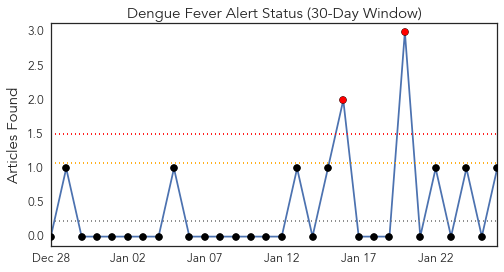 Dengue Fever Alert Status (30-Day Window)
Articles Found
3.0
2.5
2.0
1.5
1.0
0.5
0.0
Dec 28 Jan 02 Jan 07 Jan 12 Jan 17 Jan 22